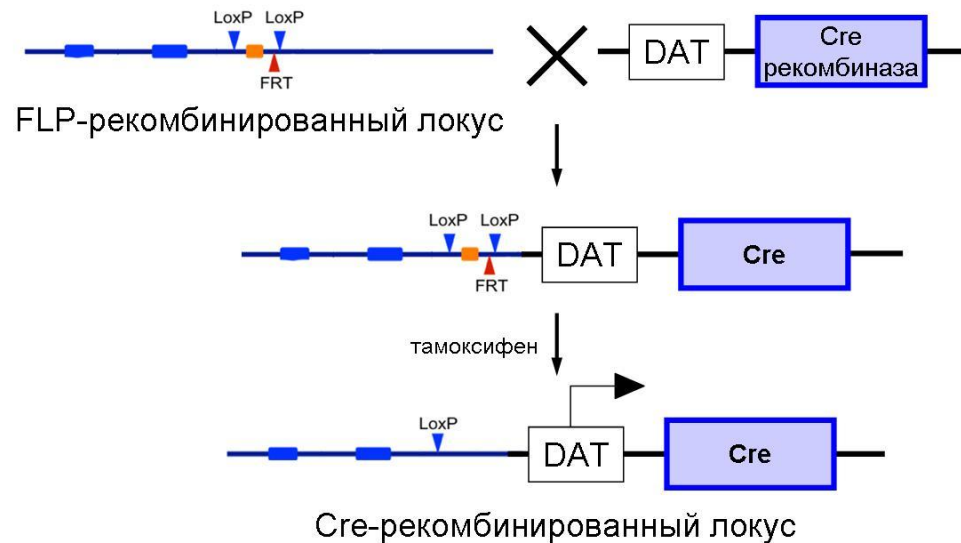 LoxP LoxP
FRT
DAT
Cre
рекомбиназа
FLP-рекомбинированный локус
LoxP LoxP
FRT
DAT
Cre
тамоксифен
LoxP
DAT
Cre
Cre-рекомбинированный локус